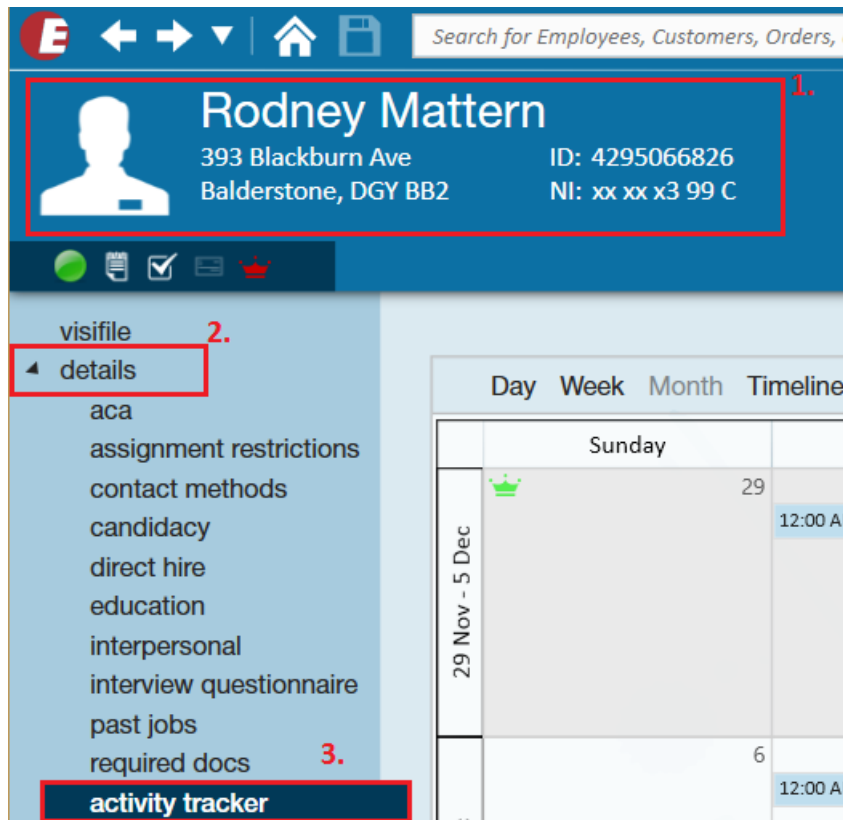 E
Search for Employees, Customers, Orders,
1.
Rodney Mattern
393 Blackburn Ave ID: 4295066826
Balderstone, DGY BB2 NI: xx xx x3 99 C
visifile
2.
details
aca
assignment restrictions
contact methods
candidacy
direct hire
education
interpersonal
interview questionnaire
past jobs
required docs
3.
activity tracker
Day Week Month Timeline
Sunday
29 Nov - 5 Dec
29
12:00 A
6
12:00 A